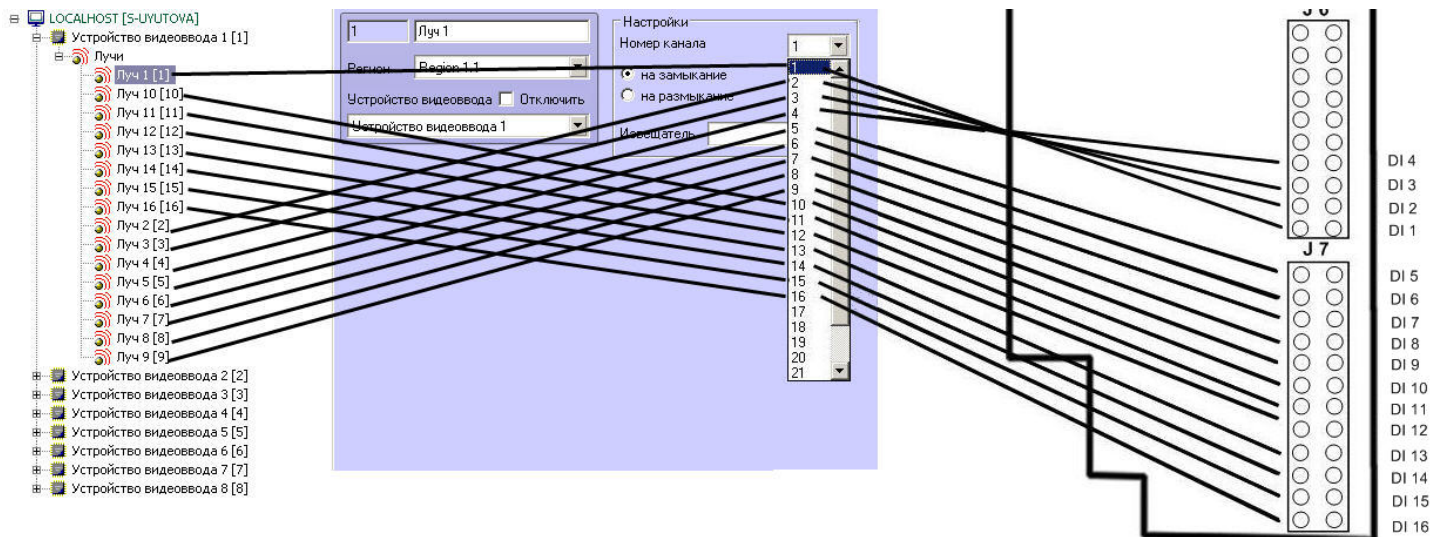 LOCALHOST [S-UYUTOVA]
Устройство видеоввода 1 [1]
Лучи
Луч 1 [1]
Луч 10 [10]
Луч 11 [11]
Луч 12 [12]
Луч 13 [13]
Луч 14 [14]
Луч 15 [15]
Луч 16 [16]
Луч 2 [2]
Луч 3 [3]
Луч 4 [4]
Луч 5 [5]
Луч 6 [6]
Луч 7 [7]
Луч 8 [8]
Луч 9 [9]
Устройство видеоввода 2 [2]
Устройство видеоввода 3 [3]
Устройство видеоввода 4 [4]
Устройство видеоввода 5 [5]
Устройство видеоввода 6 [6]
Устройство видеоввода 7 [7]
Устройство видеоввода 8 [8]
1 Луч 1
Регион Region 1.1
Устройство видеоввода Отключить
Устройство видеоввода 1
Настройки
Номер канала 1
на замыкание
на размыкание
Извещатель
1
2
3
4
5
6
7
8
9
10
11
12
13
14
15
16
17
18
19
20
21
J 6
DI 4
DI 3
DI 2
DI 1
J 7
DI 5
DI 6
DI 7
DI 8
DI 9
DI 10
DI 11
DI 12
DI 13
DI 14
DI 15
DI 16